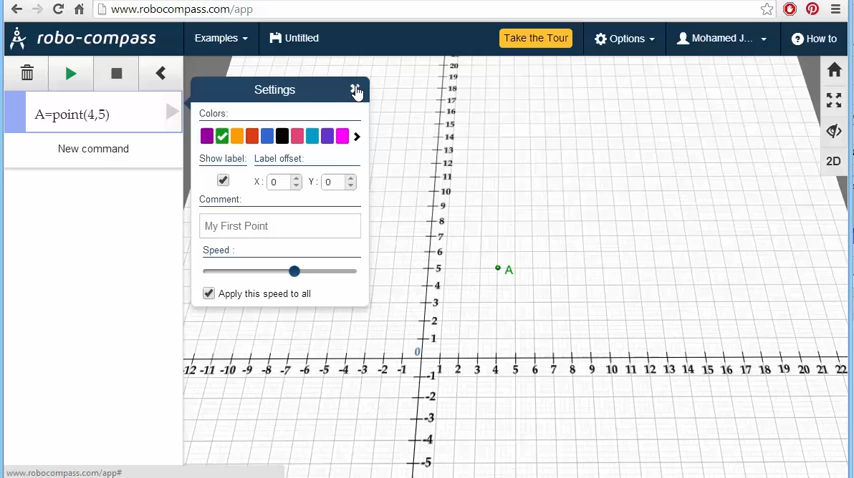 www.robocompass.com/app
robo-compass
Examples
Untitled
Take the Tour
Options
Mohamed J...
How to
A=point(4,5)
New command
Settings
Colors:
Show label:
Label offset:
X: 0
Y: 0
Comment:
My First Point
Speed :
Apply this speed to all
2D
20
19
18
17
16
15
14
13
12
11
10
9
8
7
6
5
4
3
2
1
0
A
-12 -11 -10 -9 -8 -7 -6 -5 -4 -3 -2 -1 1 2 3 4 5 6 7 8 9 10 11 12 13 14 15 16 17 18 19 20 21 22
-1
-2
-3
-4
-5
www.robocompass.com/app#